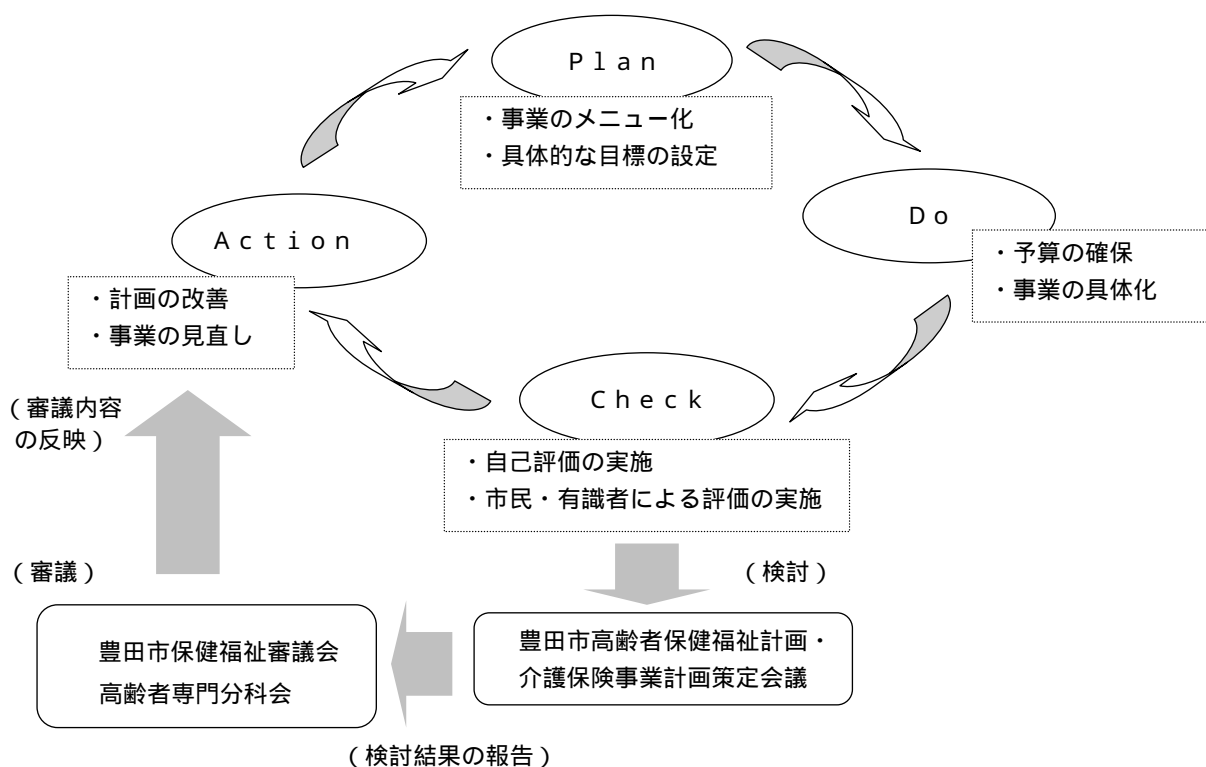 Plan
・事業のメニュー化
・具体的な目標の設定
Do
・予算の確保
・事業の具体化
Action
・計画の改善
・事業の見直し
Check
・自己評価の実施
・市民・有識者による評価の実施
(審議内容
の反映)
(審議)
(検討)
豊田市保健福祉審議会
高齢者専門分科会
豊田市高齢者保健福祉計画・
介護保険事業計画策定会議
(検討結果の報告)